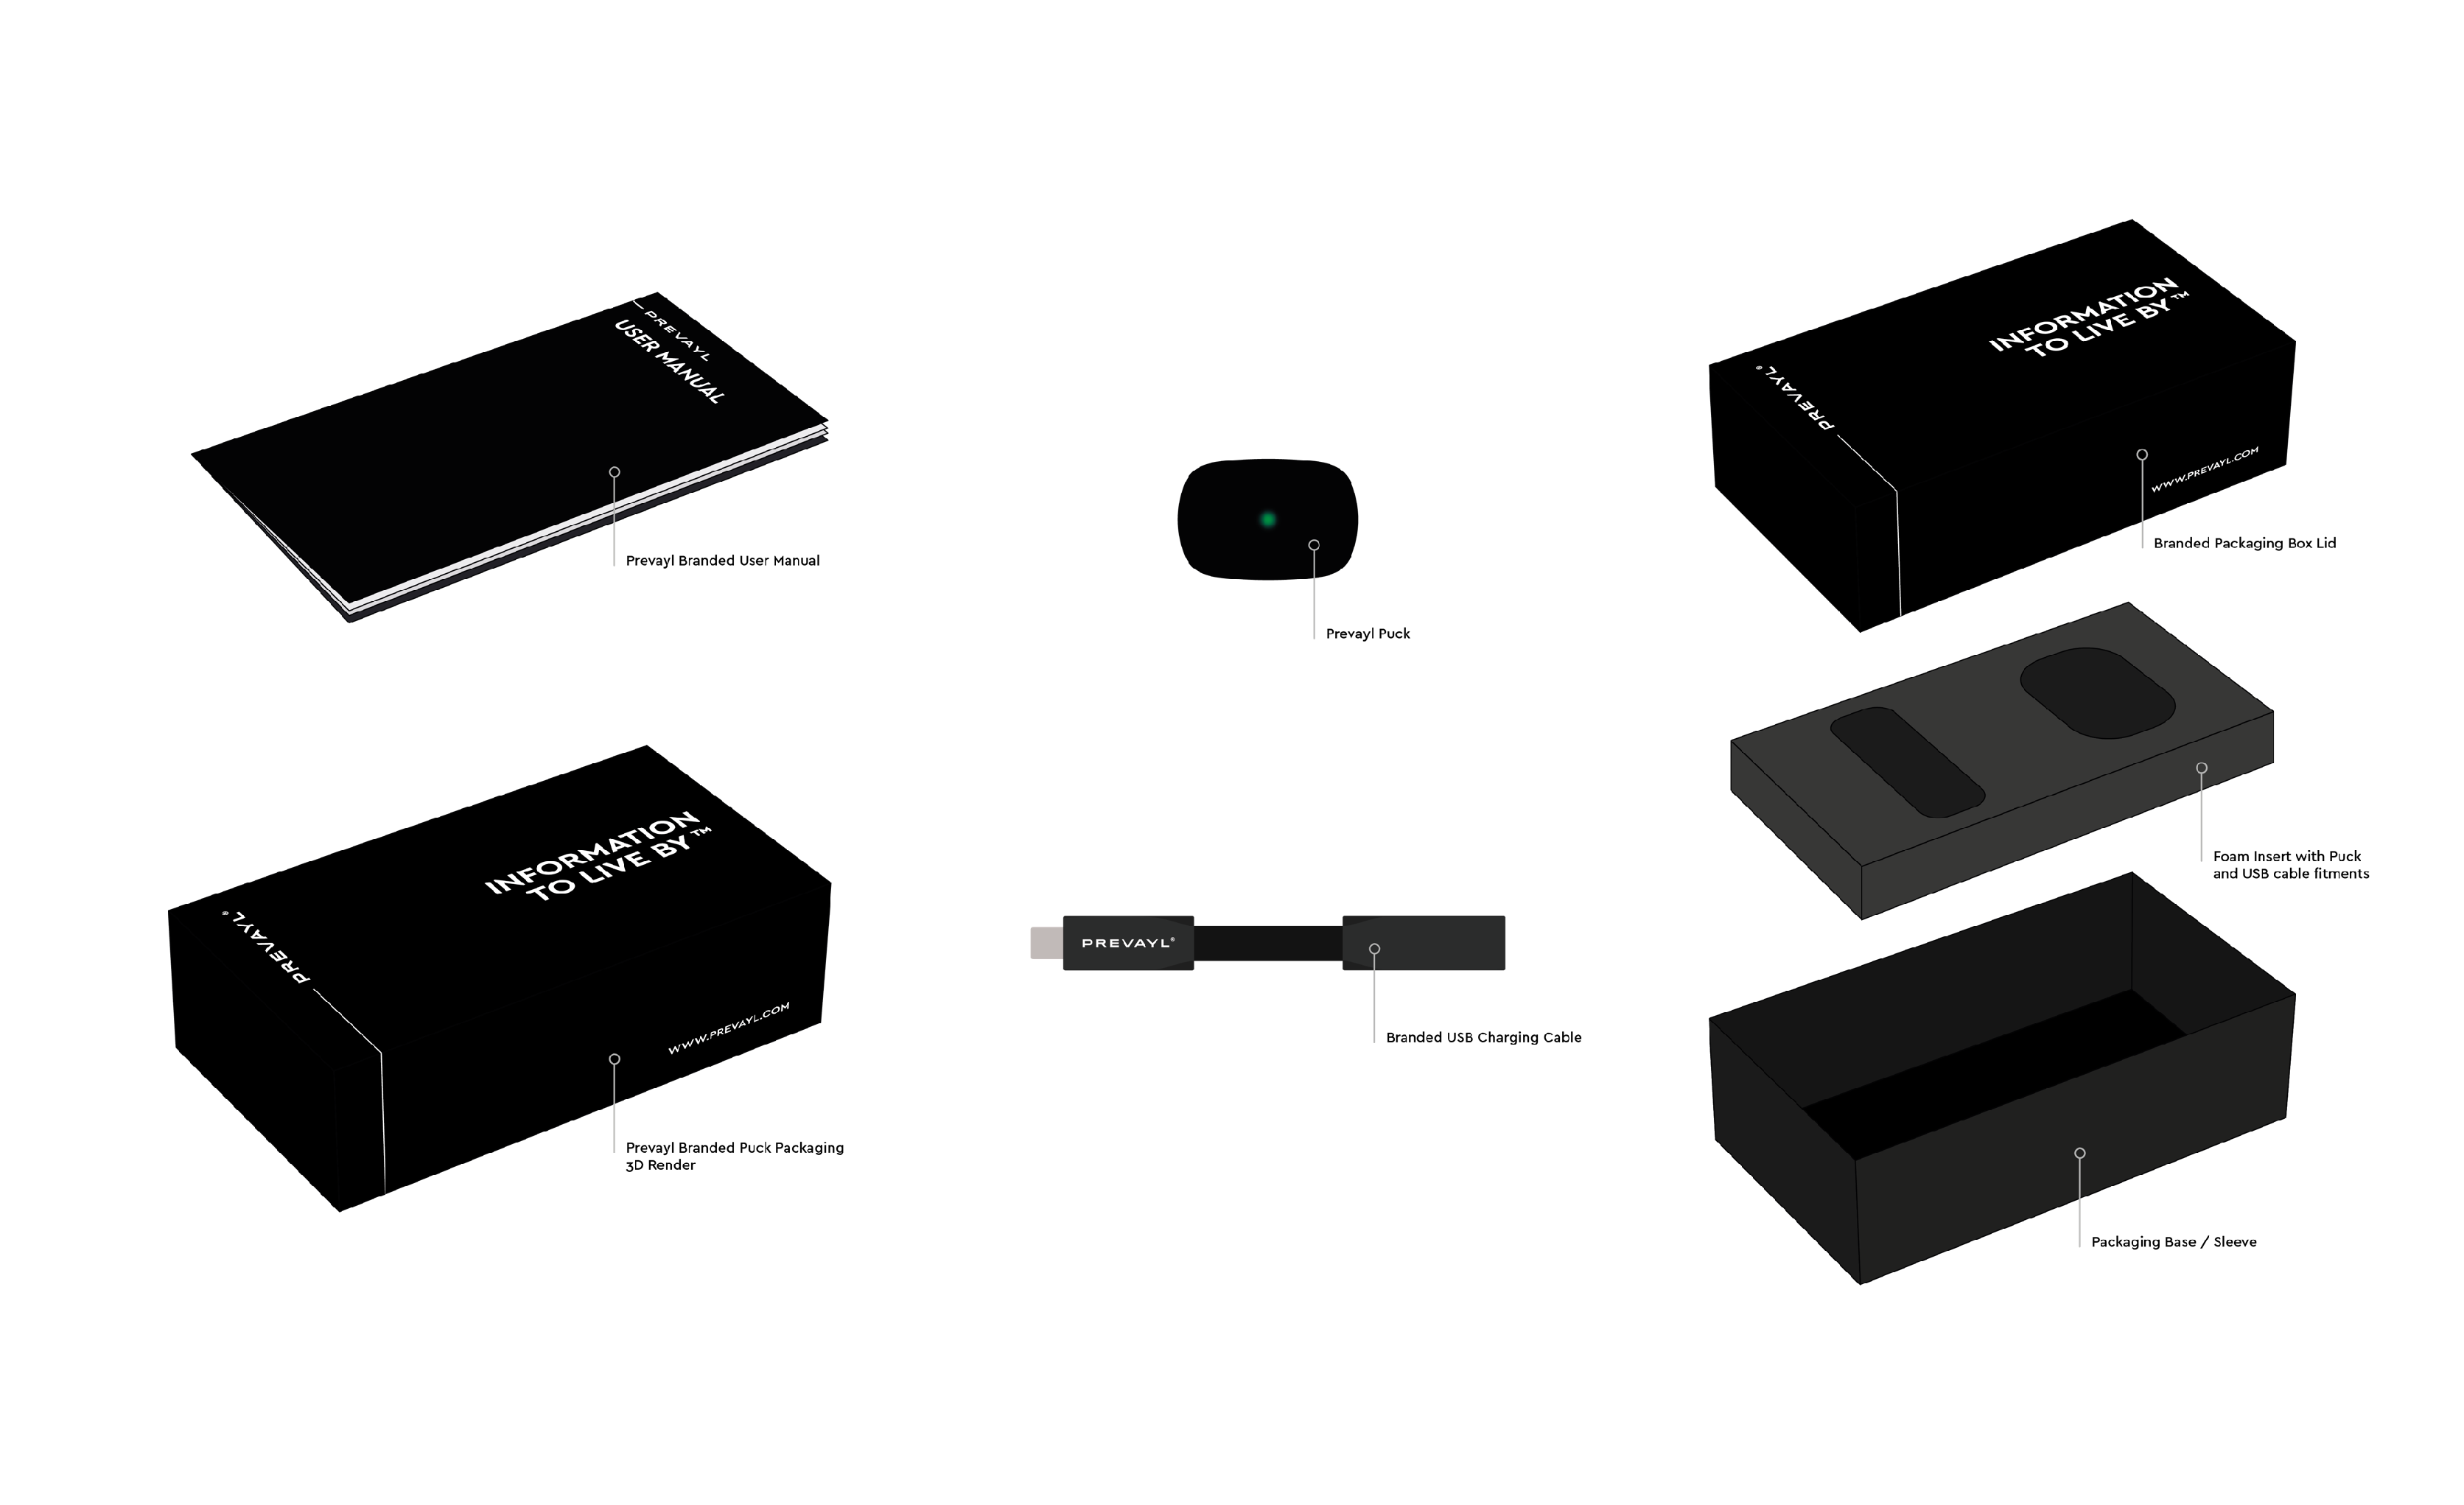 PREVAYL
USER MANUAL
Prevayl Branded User Manual
INFORMATION
TO LIVE BY™
PREVAYL®
WWW.PREVAYL.COM
Prevayl Branded Puck Packaging
3D Render
Prevayl Puck
PREVAYL®
Branded USB Charging Cable
INFORMATION
TO LIVE BY™
PREVAYL®
WWW.PREVAYL.COM
Branded Packaging Box Lid
Foam Insert with Puck
and USB cable fitments
Packaging Base / Sleeve